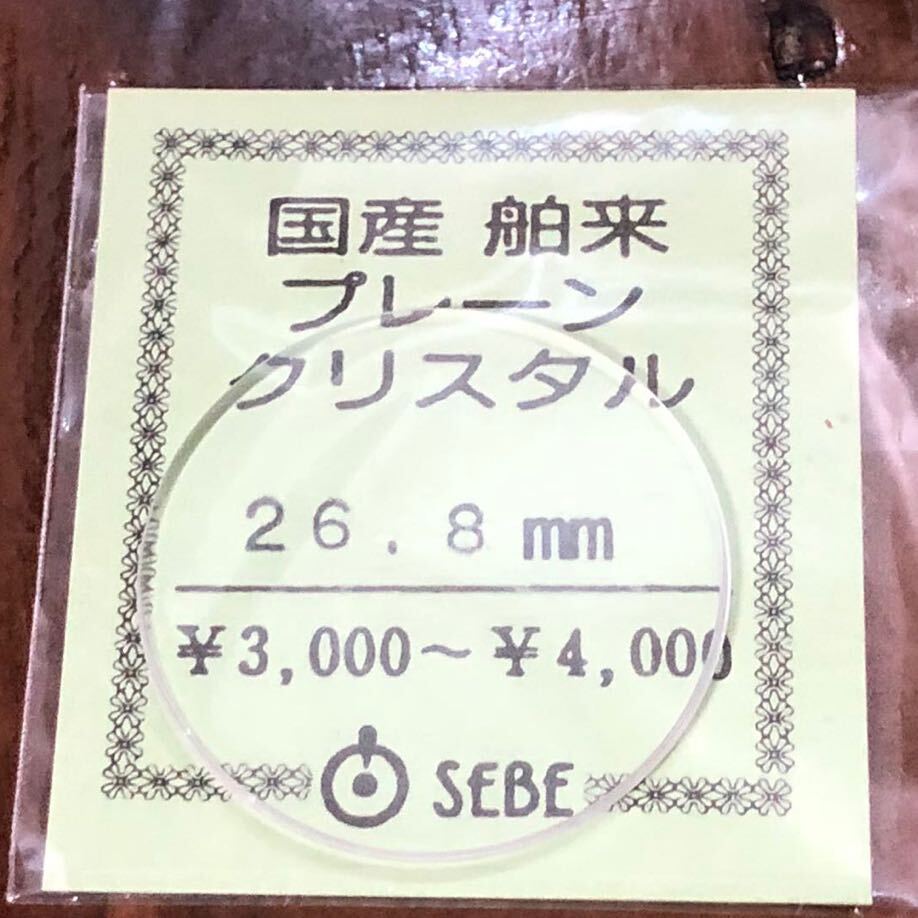 国産 舶来
プレーン
クリスタル
26.8mm
¥3,000~¥4,000
SEBE